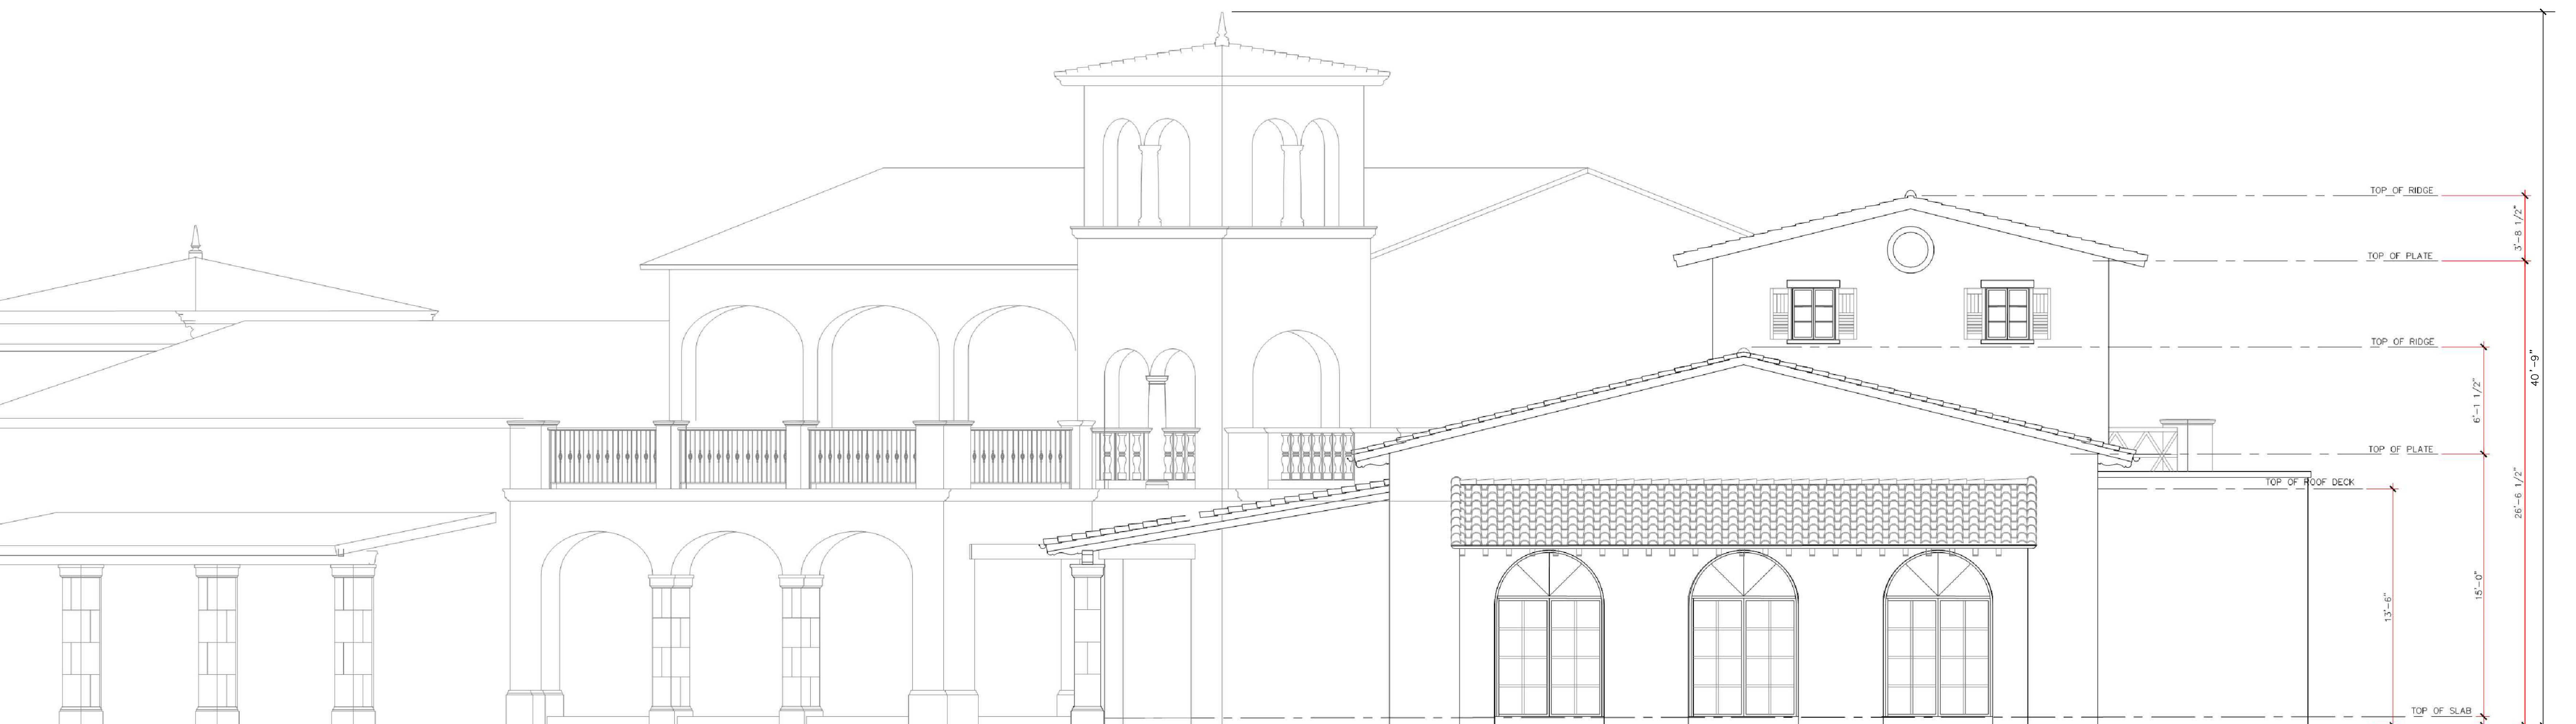 TOP OF RIDGE
3'-8 1/2"
TOP OF PLATE
TOP OF RIDGE
40'-9"
6'-1 1/2"
TOP OF PLATE
TOP OF ROOF DECK
26'-6 1/2"
15'-0"
13'-6"
TOP OF SLAB